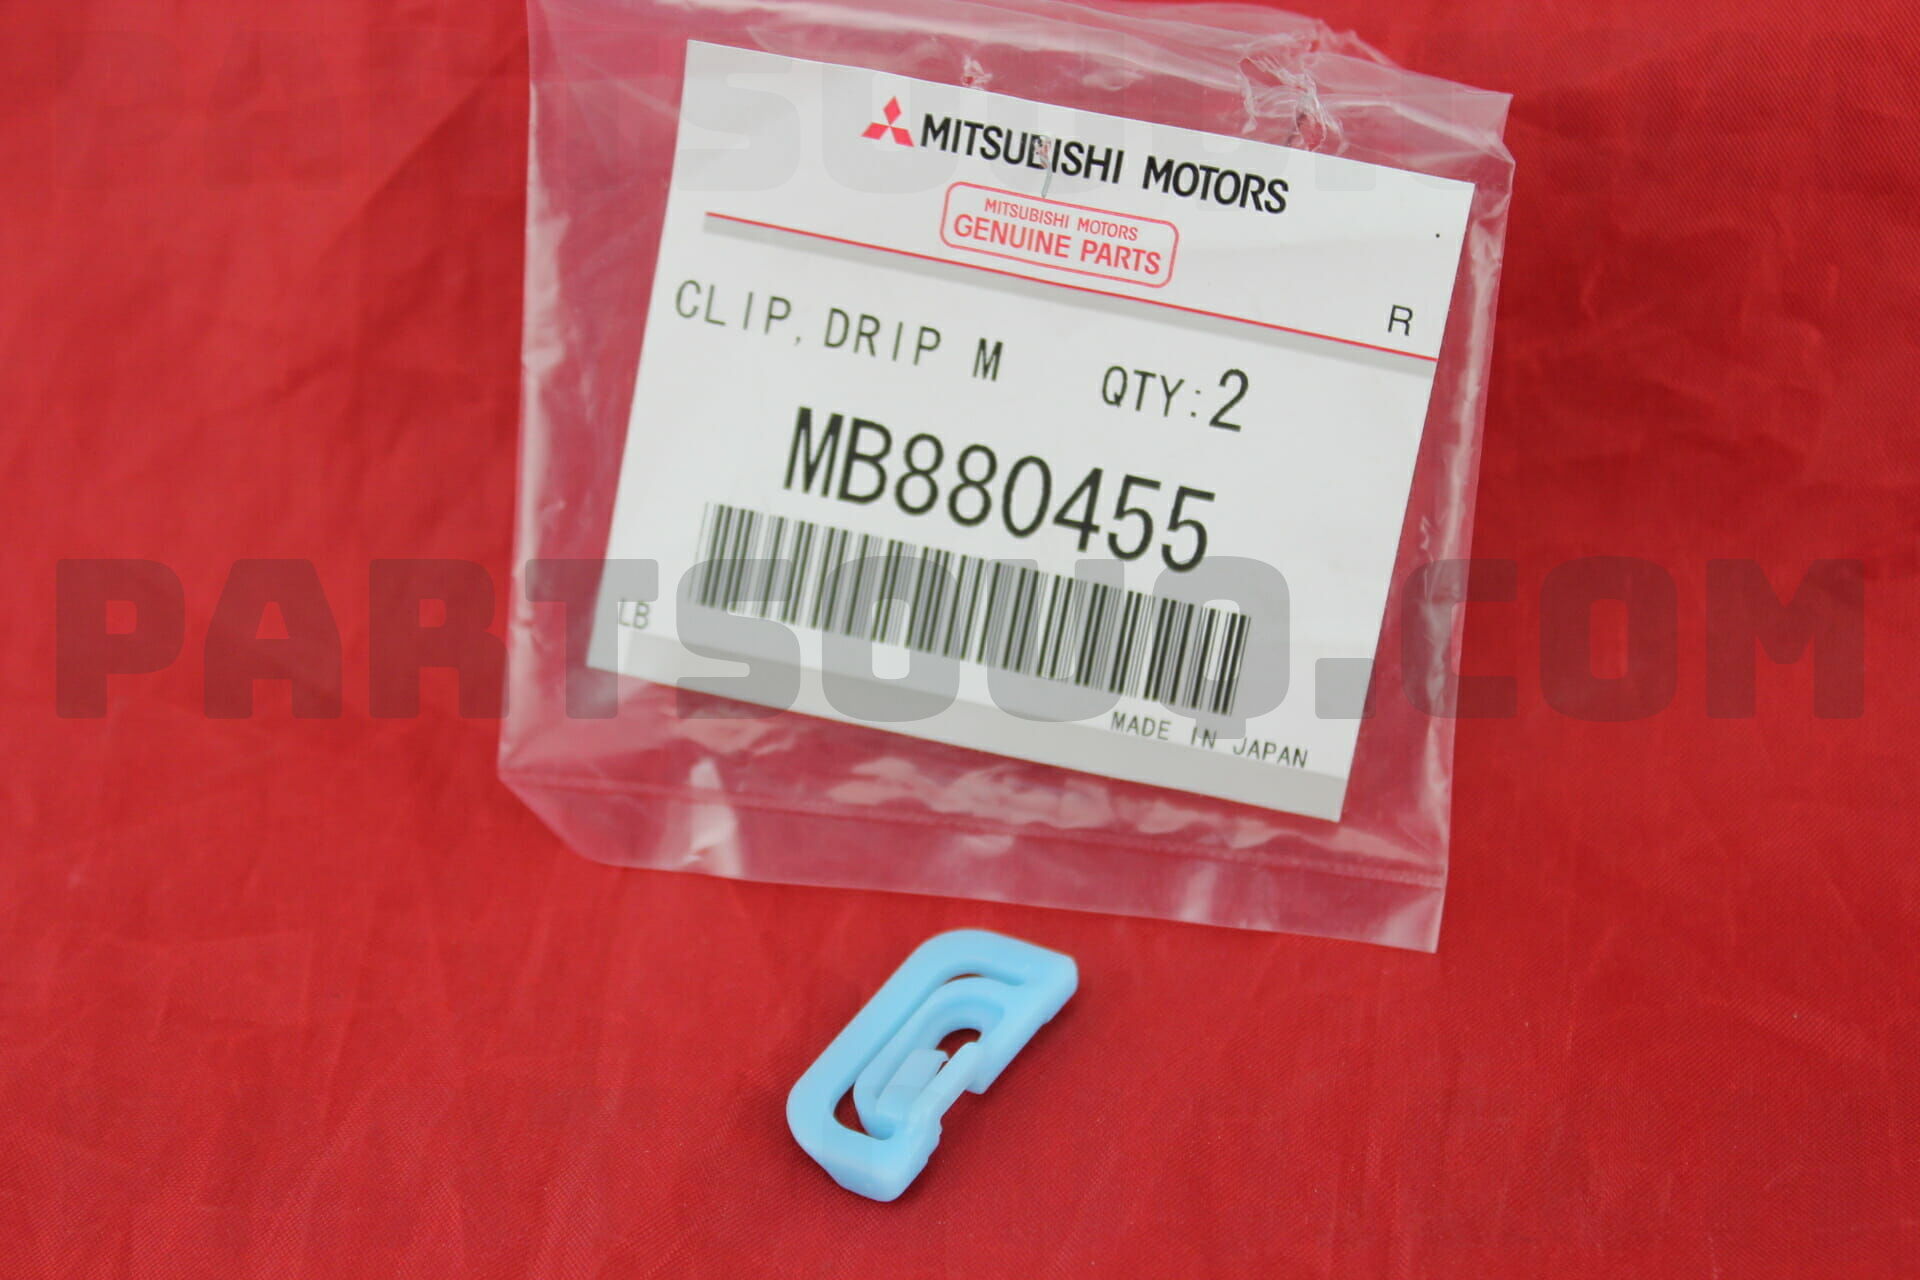 MITSUBISHI MOTORS
MITSUBISHI MOTORS
GENUINE PARTS
R
CLIP, DRIP M QTY:2
MB880455
LB
MADE IN JAPAN
PARTSOUQ.COM